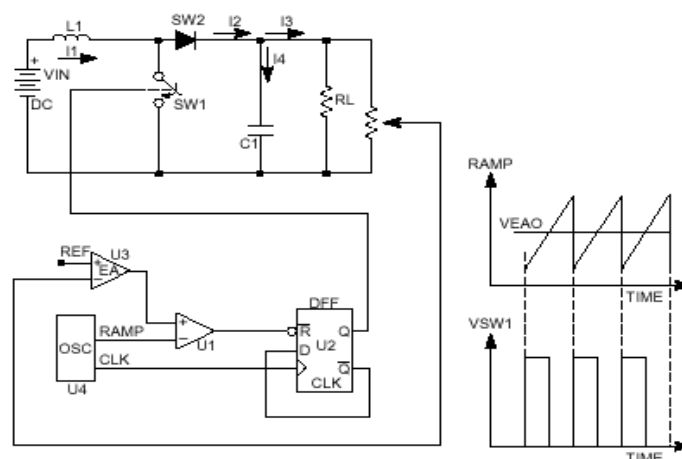 SW2
L1
I1
I2
I3
I4
+
VIN
DC
SW1
RL
C1
RAMP
VEAO
TIME
VSW1
TIME
REF
U3
+
EA
−
DFF
RAMP
+
−
U1
R
Q
D
U2
Q
CLK
OSC
CLK
U4